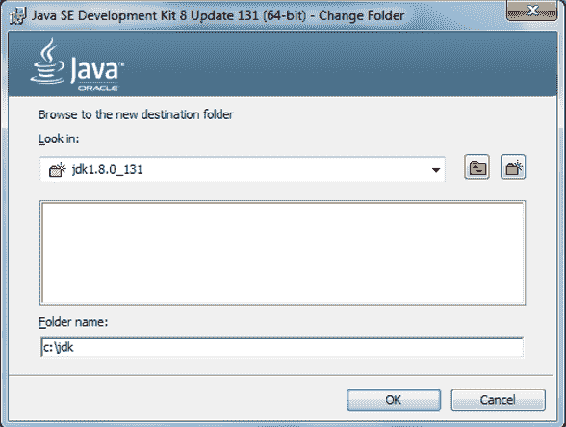 Java SE Development Kit 8 Update 131 (64-bit) - Change Folder
Java™
ORACLE
Browse to the new destination folder
Look in:
jdk1.8.0_131
Folder name:
c:\jdk
OK
Cancel